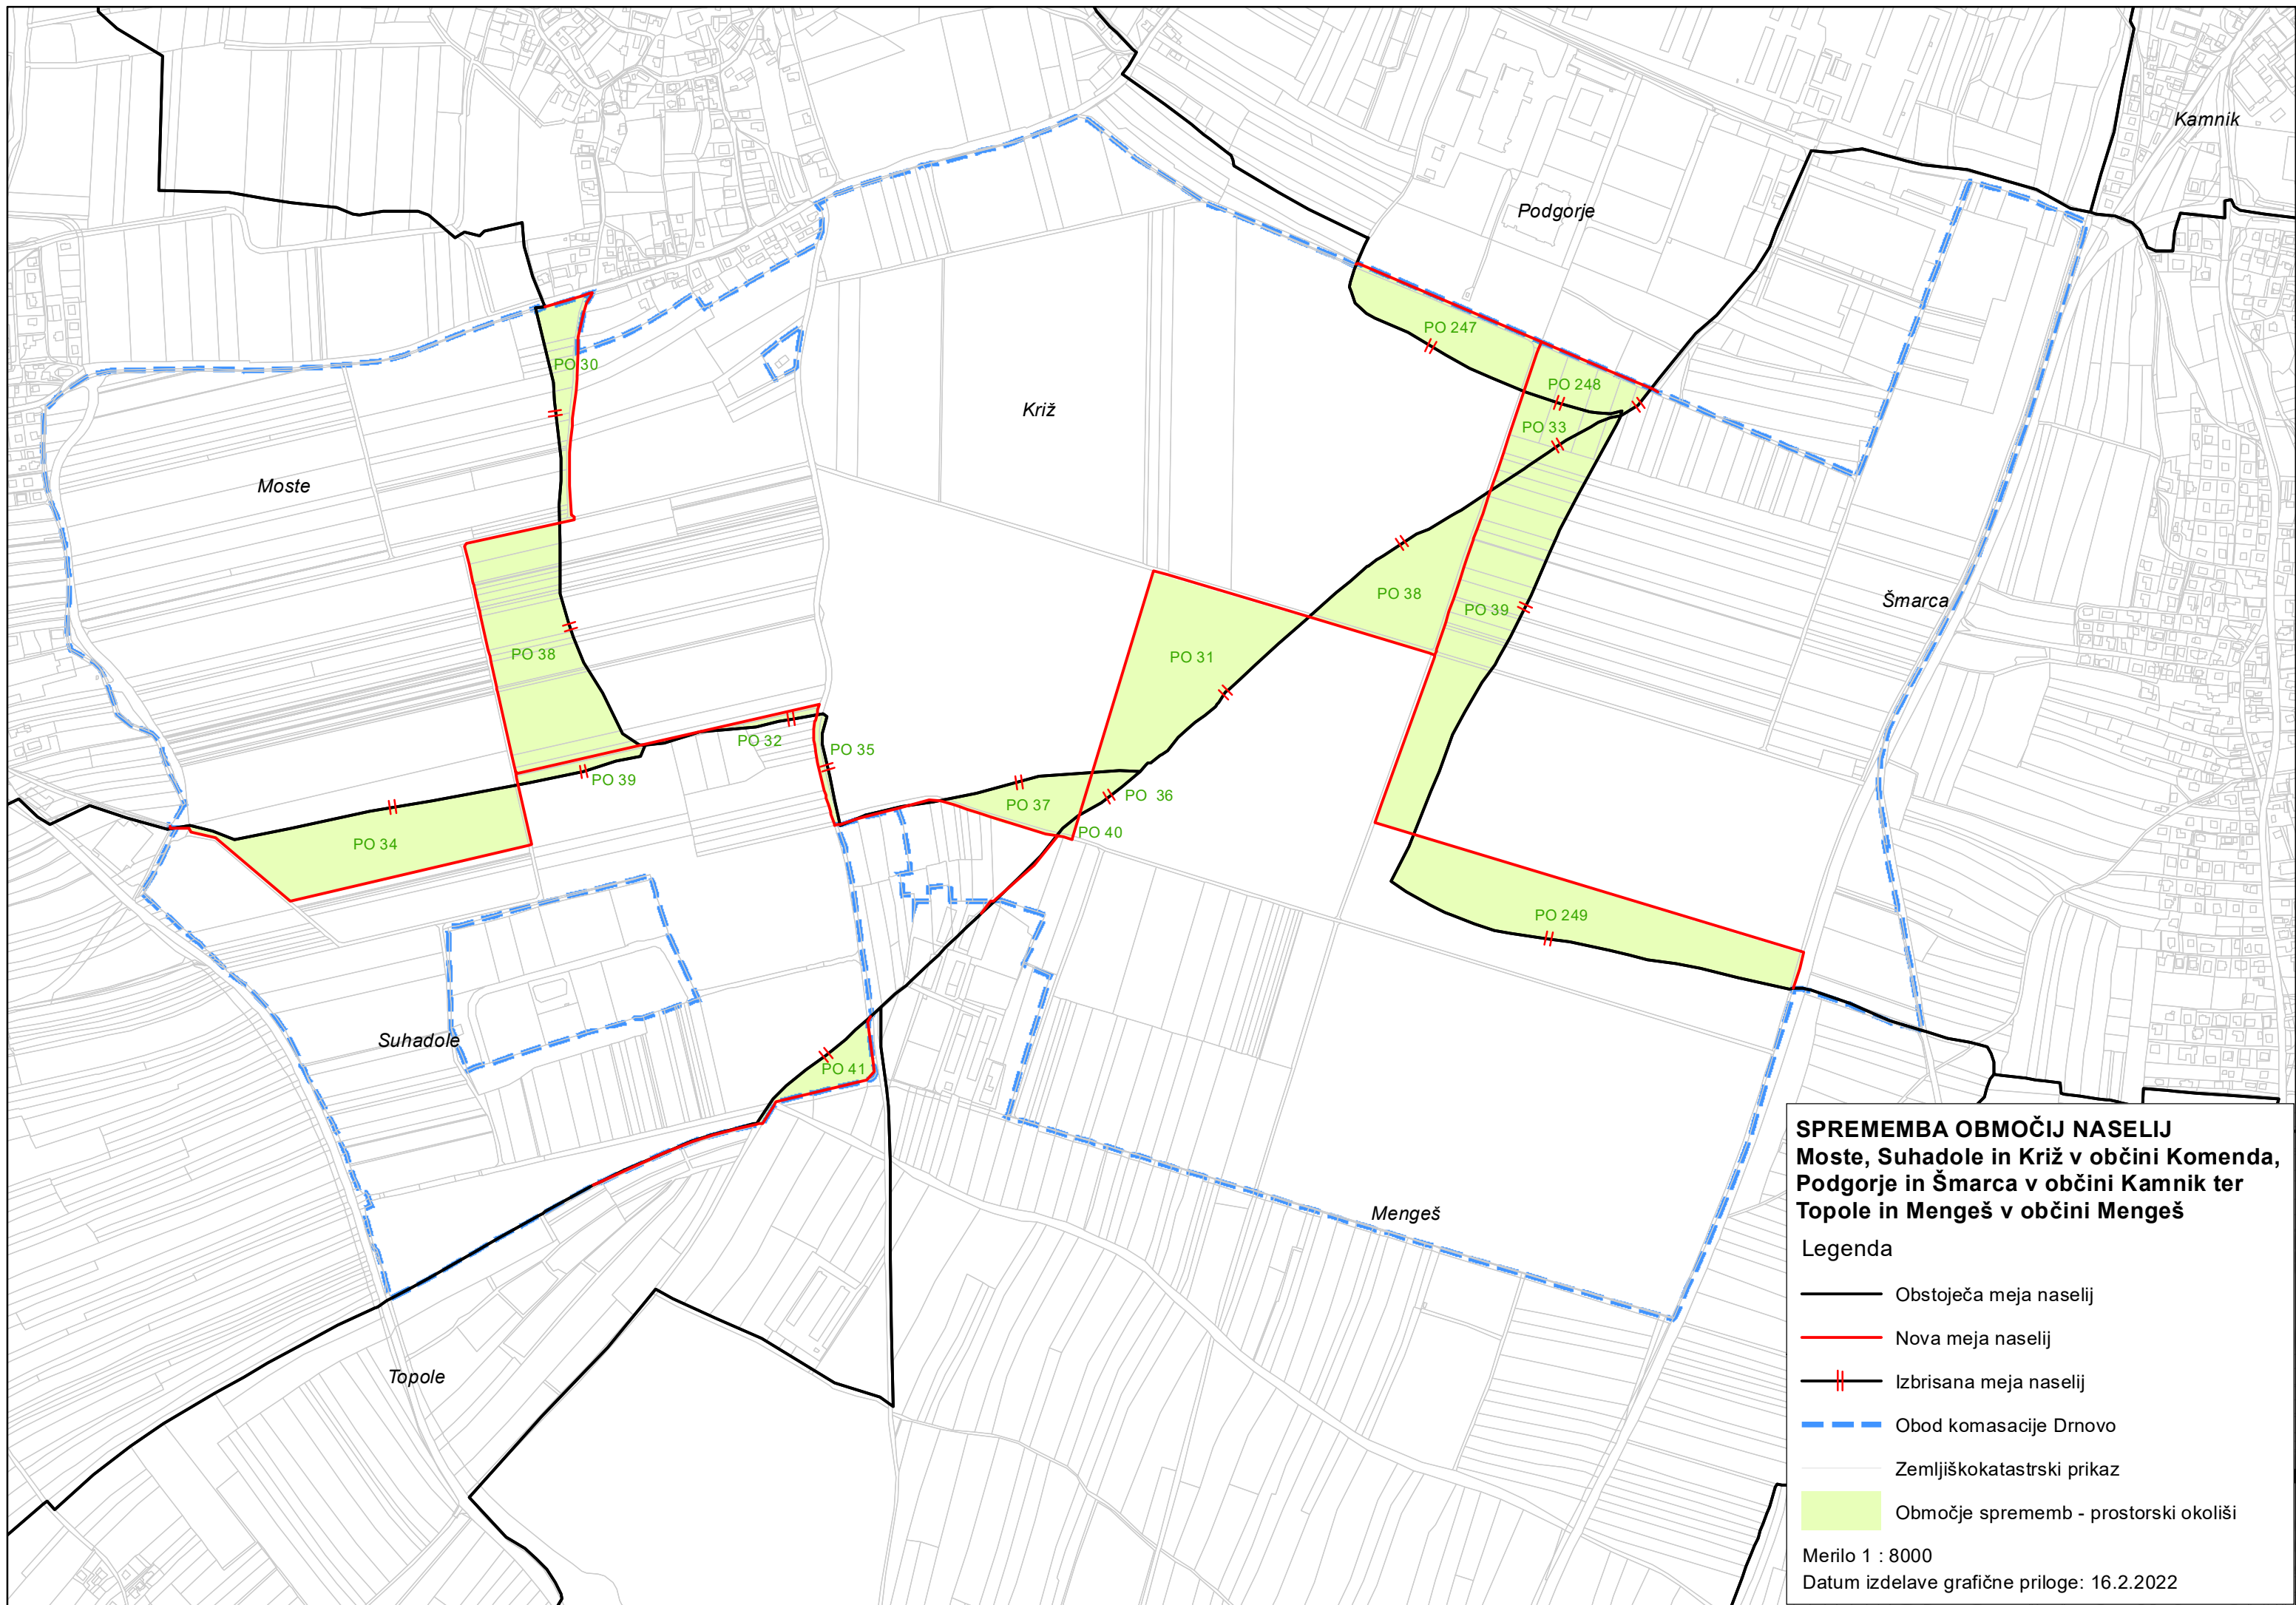 Kamnik
Podgorje
PO 247
PO 30
PO 248
Križ
PO 33
Moste
PO 38
Šmarca
PO 39
PO 38
PO 31
PO 32
PO 35
PO 39
PO 36
PO 37
PO 40
PO 34
PO 249
Suhadole
PO 41
Mengeš
Topole
SPREMEMBA OBMOČIJ NASELIJ
Moste, Suhadole in Križ v občini Komenda,
Podgorje in Šmarca v občini Kamnik ter
Topole in Mengeš v občini Mengeš
Legenda
Obstoječa meja naselij
Nova meja naselij
Izbrisana meja naselij
Obod komasacije Drnovo
Zemljiškokatastrski prikaz
Območje sprememb - prostorski okoliši
Merilo 1 : 8000
Datum izdelave grafične priloge: 16.2.2022